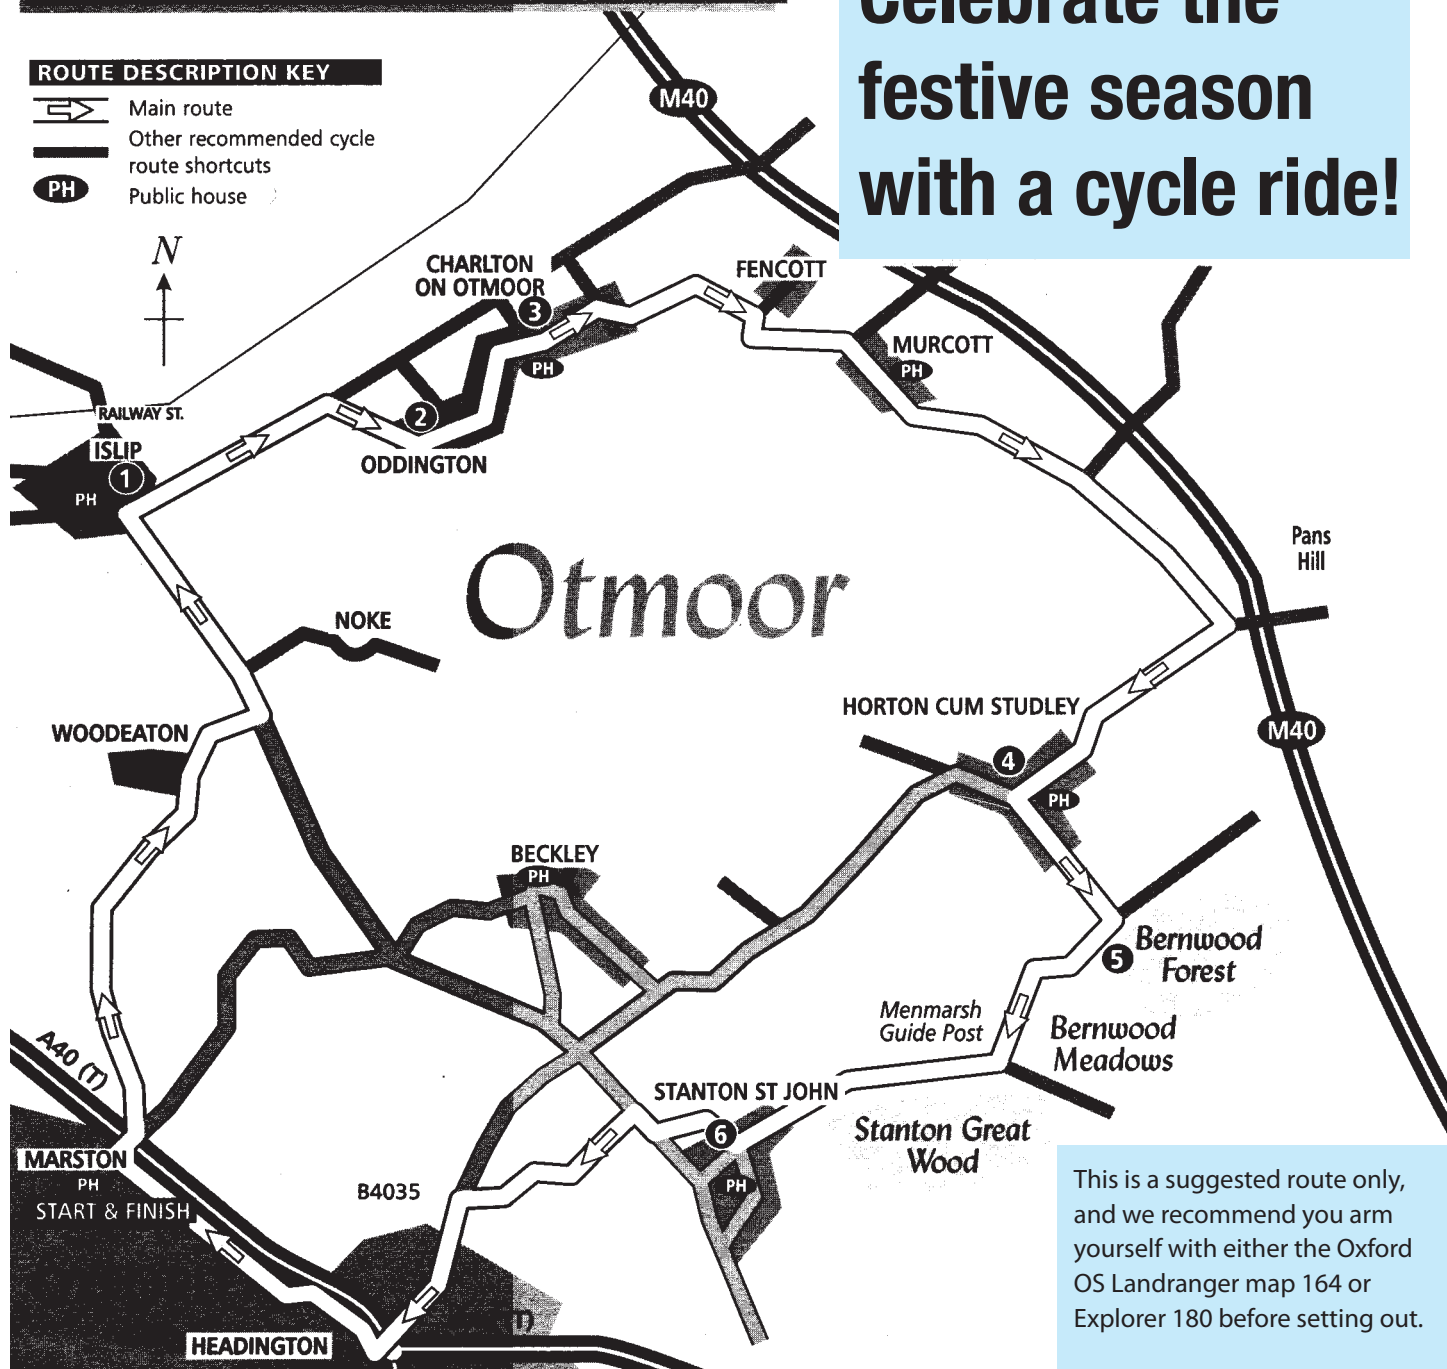 Celebrate the
festive season
with a cycle ride!
ROUTE DESCRIPTION KEY
Main route
Other recommended cycle
route shortcuts
PH
Public house
N
M40
CHARLTON
ON OTMOOR
3
PH
FENCOTT
MURCOTT
PH
RAILWAY ST.
ISLIP
1
PH
2
ODDINGTON
Pans
Hill
Otmoor
NOKE
WOODEATON
HORTON CUM STUDLEY
4
PH
M40
BECKLEY
PH
Bernwood
Forest
5
Menmarsh
Guide Post
Bernwood
Meadows
A40 (T)
STANTON ST JOHN
6
PH
Stanton Great
Wood
MARSTON
PH
START & FINISH
B4035
HEADINGTON
This is a suggested route only,
and we recommend you arm
yourself with either the Oxford
OS Landranger map 164 or
Explorer 180 before setting out.